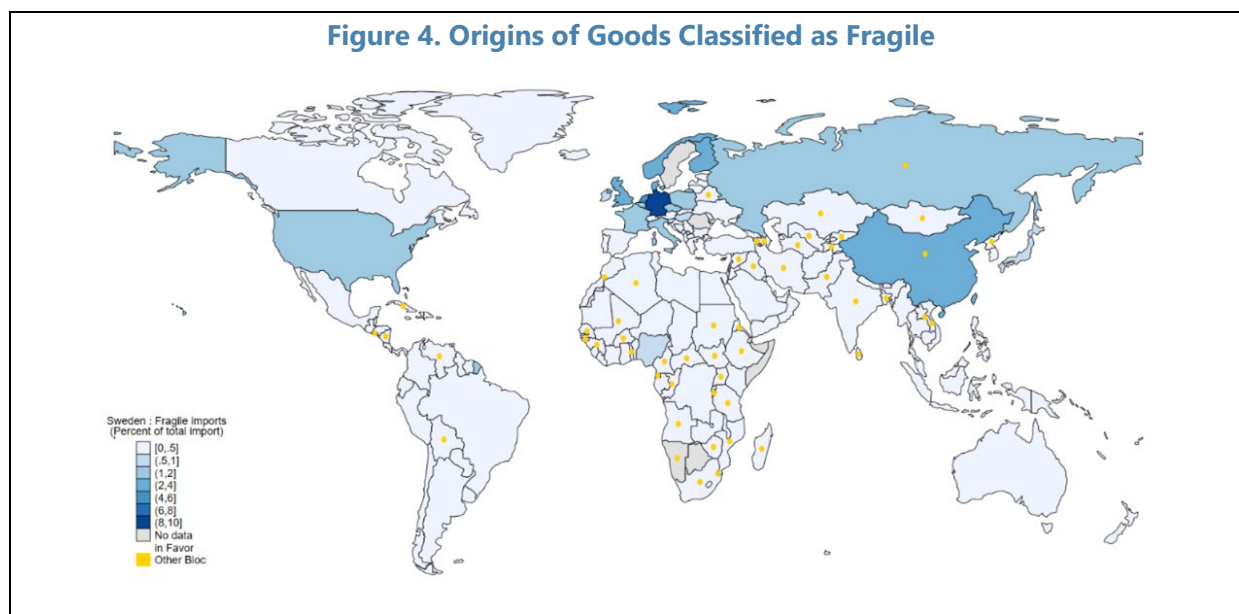 Figure 4. Origins of Goods Classified as Fragile
Sweden : Fragile imports
(Percent of total import)
[0,.5]
(.5,1]
(1,2]
(2,4]
(4,6]
(6,8]
(8,10]
No data
in Favor
Other Bloc